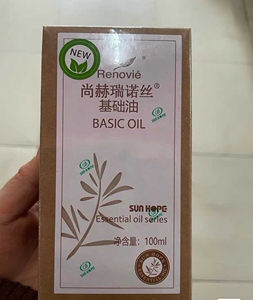 NEW
Renovié®
尚赫瑞诺丝®
基础油
BASIC OIL
SUN HOPE
Essential oil series
净含量: 100ml